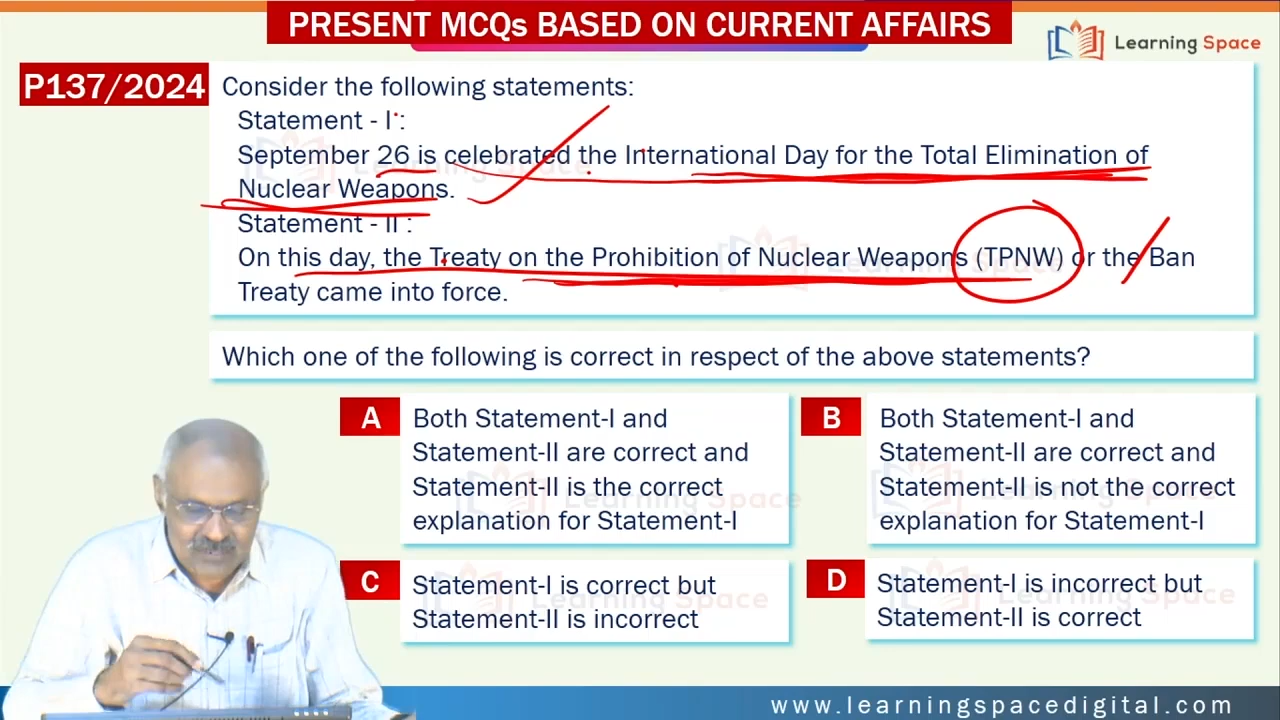 PRESENT MCQs BASED ON CURRENT AFFAIRS
Learning Space
P137/2024
Consider the following statements:
Statement - I :
September 26 is celebrated the International Day for the Total Elimination of
Nuclear Weapons.
Statement - II :
On this day, the Treaty on the Prohibition of Nuclear Weapons (TPNW) or the Ban
Treaty came into force.
Which one of the following is correct in respect of the above statements?
A
Both Statement-I and
Statement-II are correct and
Statement-II is the correct
explanation for Statement-I
B
Both Statement-I and
Statement-II are correct and
Statement-II is not the correct
explanation for Statement-I
C
Statement-I is correct but
Statement-II is incorrect
D
Statement-I is incorrect but
Statement-II is correct
www.learningspacedigital.com